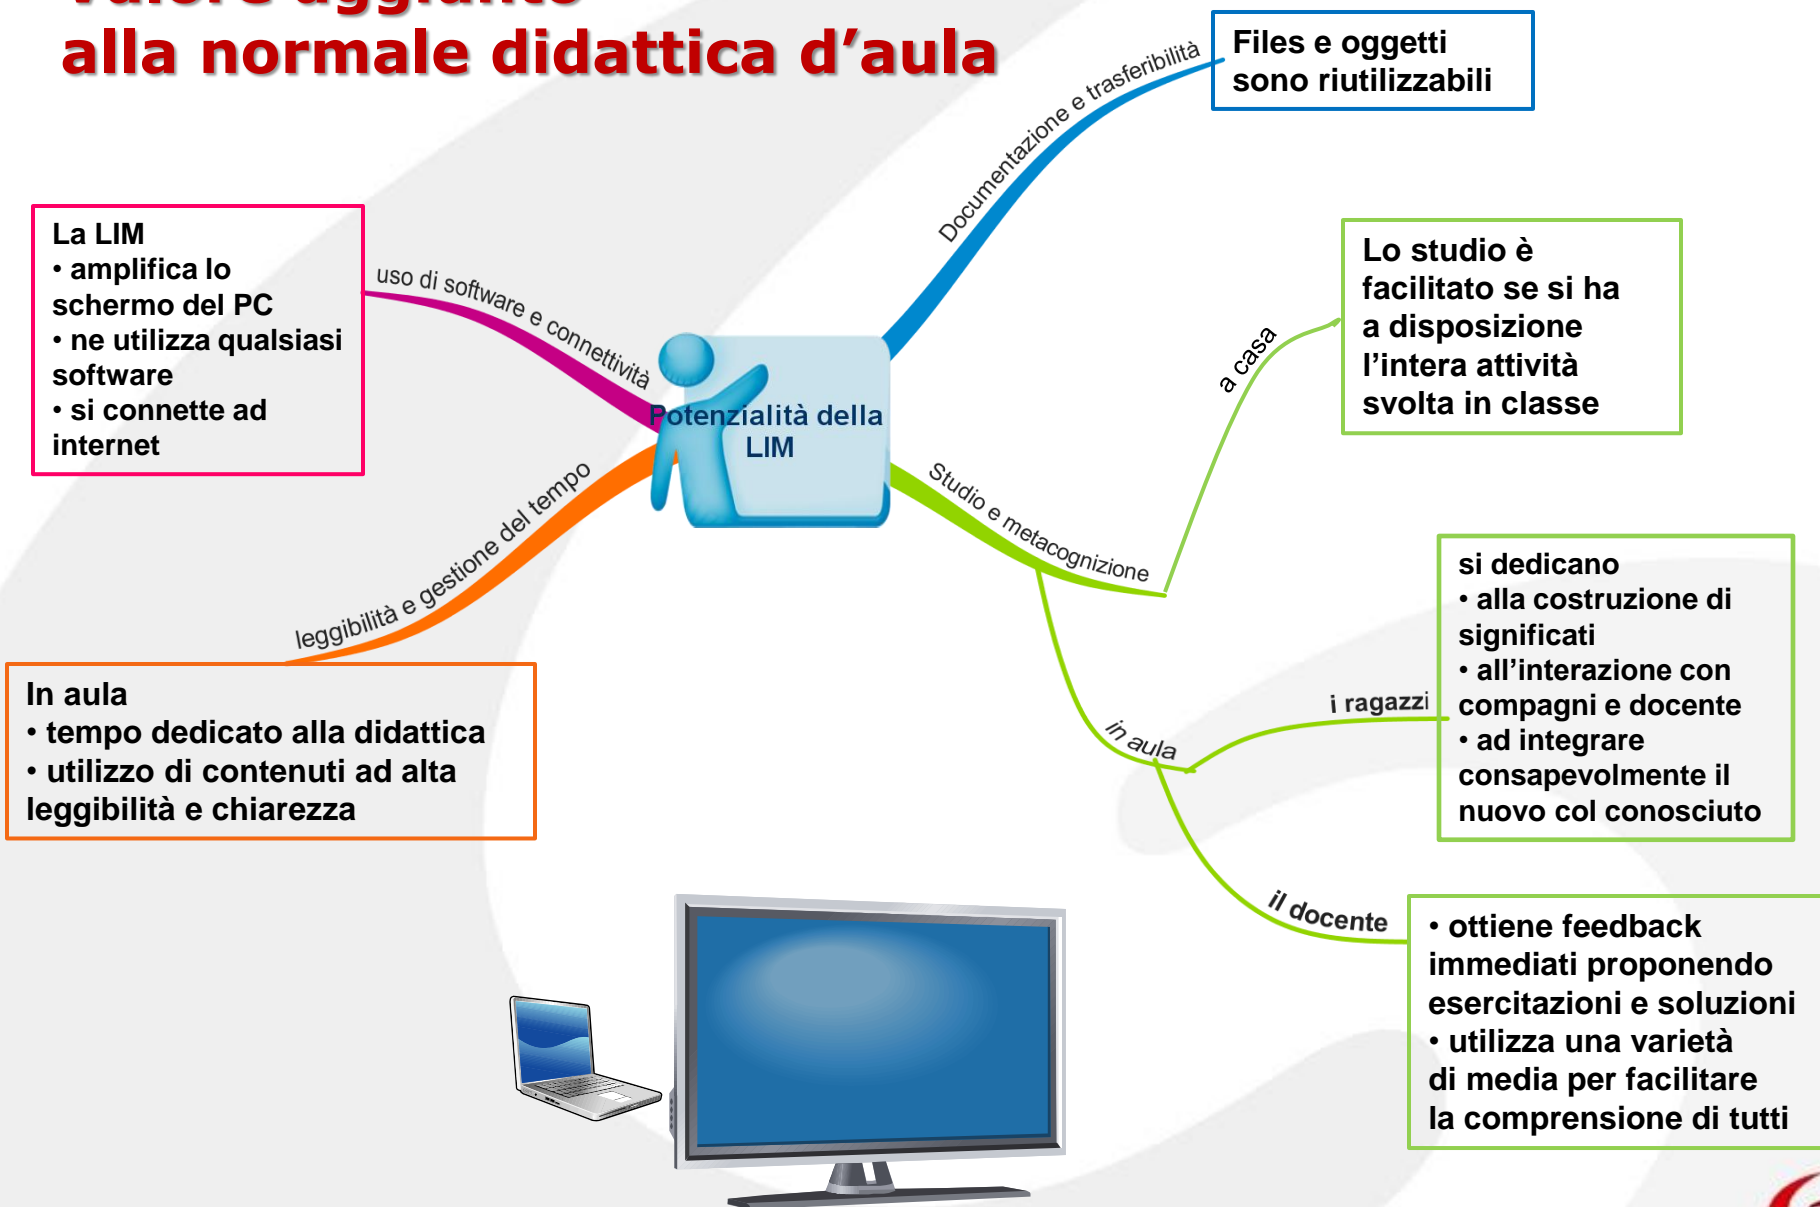 valore aggiunto
alla normale didattica d’aula
Files e oggetti
sono riutilizzabili
Documentazione e trasferibilità
La LIM
• amplifica lo
schermo del PC
• ne utilizza qualsiasi
software
• si connette ad
internet
uso di software e connettività
Potenzialità della
LIM
Lo studio è
facilitato se si ha
a disposizione
l’intera attività
svolta in classe
a casa
Studio e metacognizione
leggibilità e gestione del tempo
In aula
• tempo dedicato alla didattica
• utilizzo di contenuti ad alta
leggibilità e chiarezza
in aula
i ragazzi
si dedicano
• alla costruzione di
significati
• all’interazione con
compagni e docente
• ad integrare
consapevolmente il
nuovo col conosciuto
il docente
• ottiene feedback
immediati proponendo
esercitazioni e soluzioni
• utilizza una varietà
di media per facilitare
la comprensione di tutti